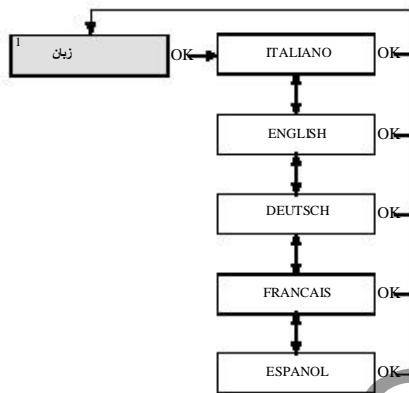 1
زبان OK ITALIANO OK
ENGLISH OK
DEUTSCH OK
FRANCAIS OK
ESPANOL OK